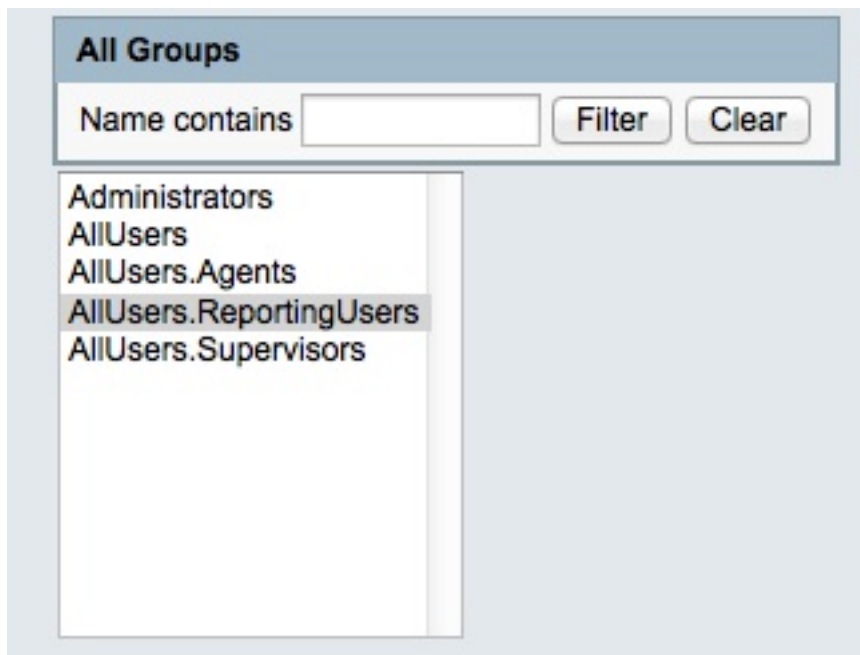 All Groups
Name contains Filter Clear
Administrators
AllUsers
AllUsers.Agents
AllUsers.ReportingUsers
AllUsers.Supervisors